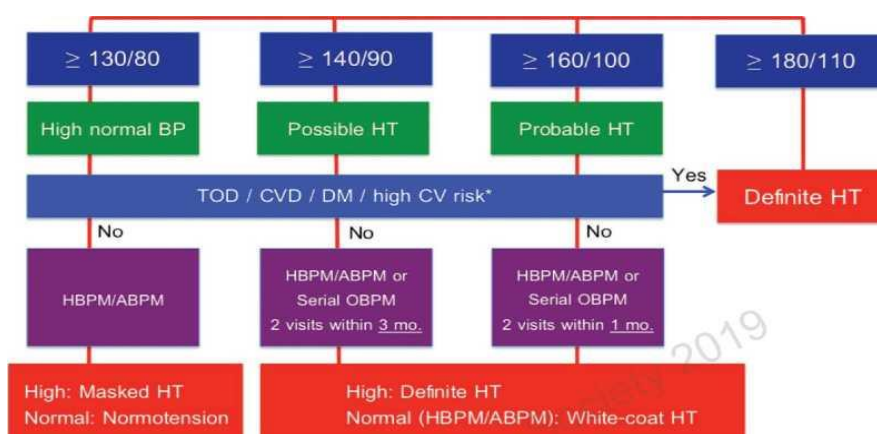 ≥ 130/80
≥ 140/90
≥ 160/100
≥ 180/110
High normal BP
Possible HT
Probable HT
TOD / CVD / DM / high CV risk*
Yes
Definite HT
No
No
No
HBPM/ABPM
HBPM/ABPM or
Serial OBPM
2 visits within 3 mo.
HBPM/ABPM or
Serial OBPM
2 visits within 1 mo.
High: Masked HT
Normal: Normotension
High: Definite HT
Normal (HBPM/ABPM): White-coat HT
2019